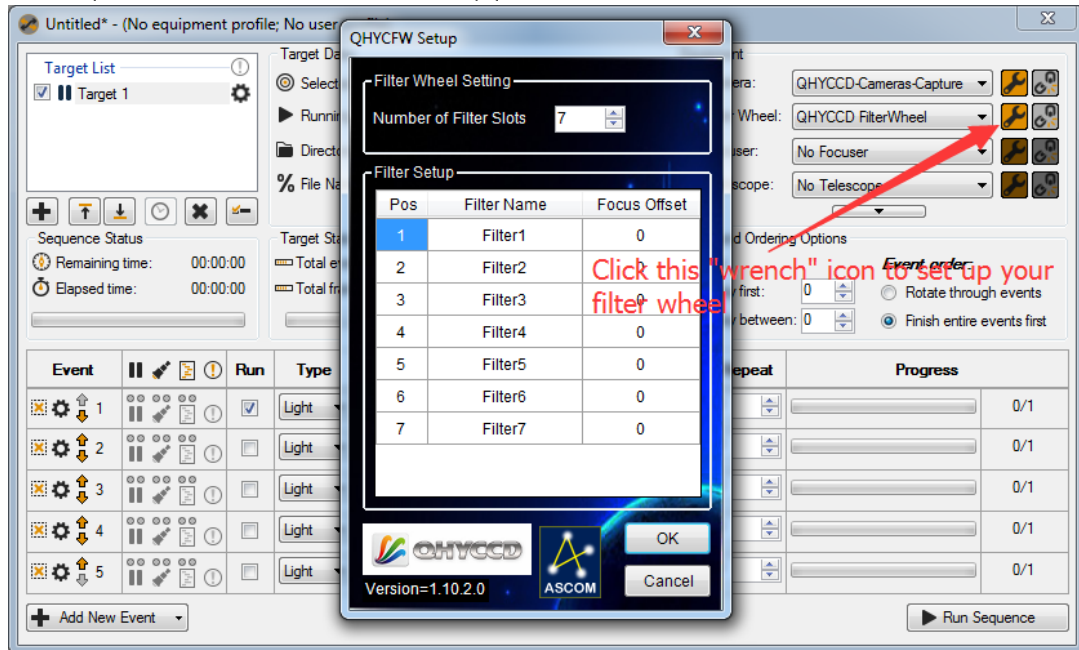 Untitled* - (No equipment profile; No user
Target List
Target 1
Sequence Status
Remaining time: 00:00:00
Elapsed time: 00:00:00
Target Da
Select
Runnin
Directo
% File Na
Target Sta
Total e
Total fr
QHYCFW Setup
Filter Wheel Setting
Number of Filter Slots 7
Filter Setup
Pos Filter Name Focus Offset
1 Filter1 0
2 Filter2 0
3 Filter3 0
4 Filter4 0
5 Filter5 0
6 Filter6 0
7 Filter7 0
QHYCCD
Version=1.10.2.0
ASCOM
OK
Cancel
nt
era: QHYCCD-Cameras-Capture
Wheel: QHYCCD FilterWheel
user: No Focuser
scope: No Telescope
Click this "wrench" icon to set up your
filter wheel
d Ordering Options
Event order:
y first: 0 Rotate through events
y between: 0 Finish entire events first
Event Run Type epeat Progress
1 Light 0/1
2 Light 0/1
3 Light 0/1
4 Light 0/1
5 Light 0/1
Add New Event
Run Sequence